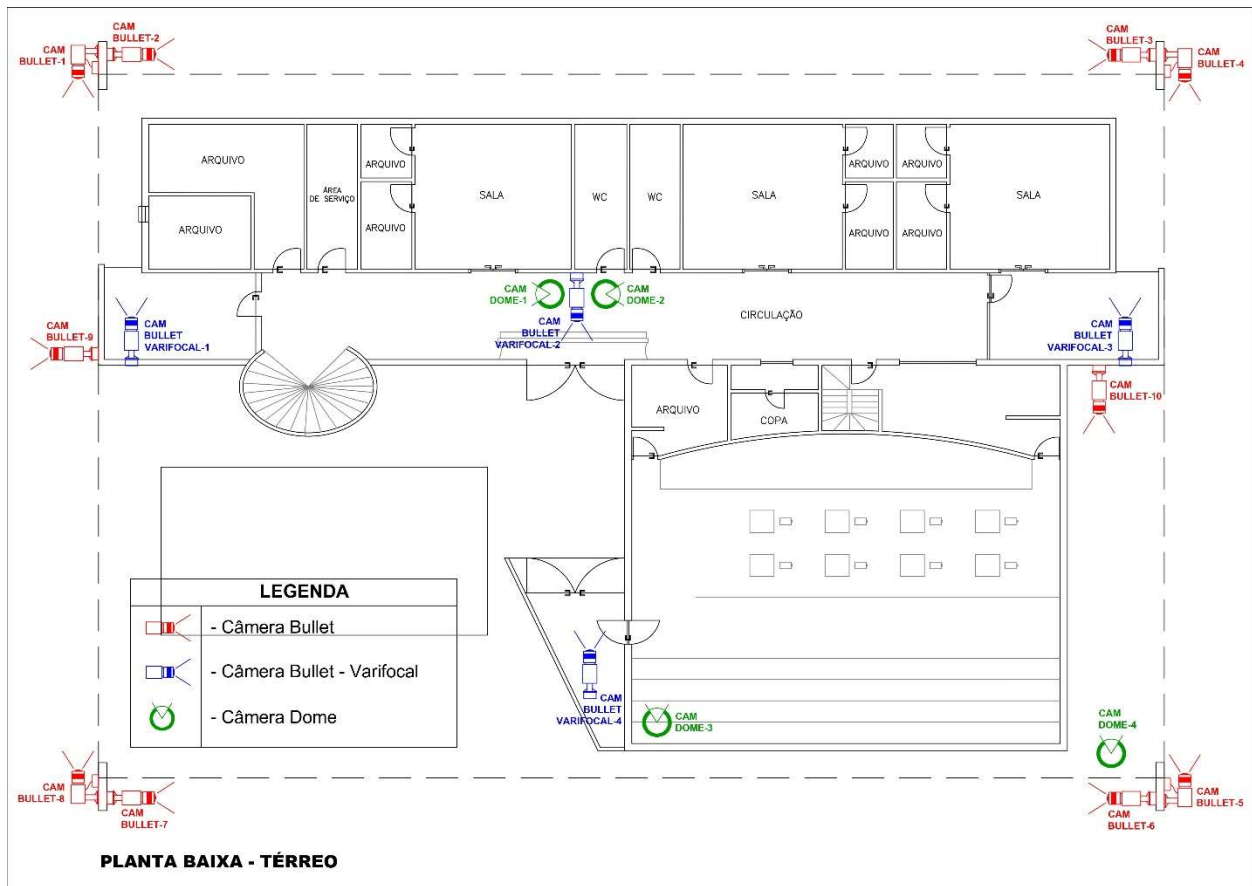 CAM
BULLET-2
CAM
BULLET-1
CAM
BULLET-3
CAM
BULLET-4
ARQUIVO
ÁREA
DE SERVIÇO
ARQUIVO
SALA
WC
WC
SALA
ARQUIVO
ARQUIVO
SALA
ARQUIVO
ARQUIVO
ARQUIVO
ARQUIVO
CAM
DOME-1
CAM
DOME-2
CIRCULAÇÃO
CAM
BULLET-9
CAM
BULLET
VARIFOCAL-1
CAM
BULLET
VARIFOCAL-2
CAM
BULLET
VARIFOCAL-3
CAM
BULLET-10
ARQUIVO
COPA
LEGENDA
- Câmera Bullet
- Câmera Bullet - Varifocal
- Câmera Dome
CAM
BULLET
VARIFOCAL-4
CAM
DOME-3
CAM
DOME-4
CAM
BULLET-8
CAM
BULLET-7
CAM
BULLET-6
CAM
BULLET-5
PLANTA BAIXA - TÉRREO